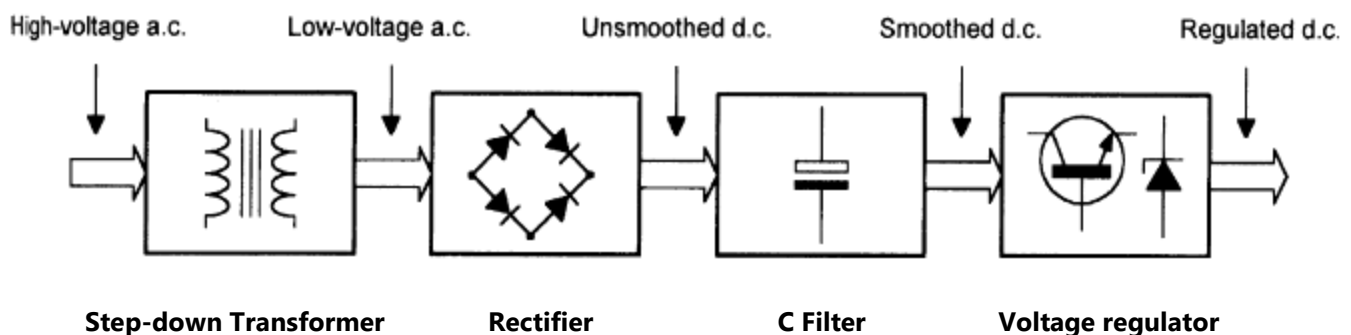 High-voltage a.c. Low-voltage a.c. Unsmoothed d.c. Smoothed d.c. Regulated d.c.
Step-down Transformer Rectifier C Filter Voltage regulator